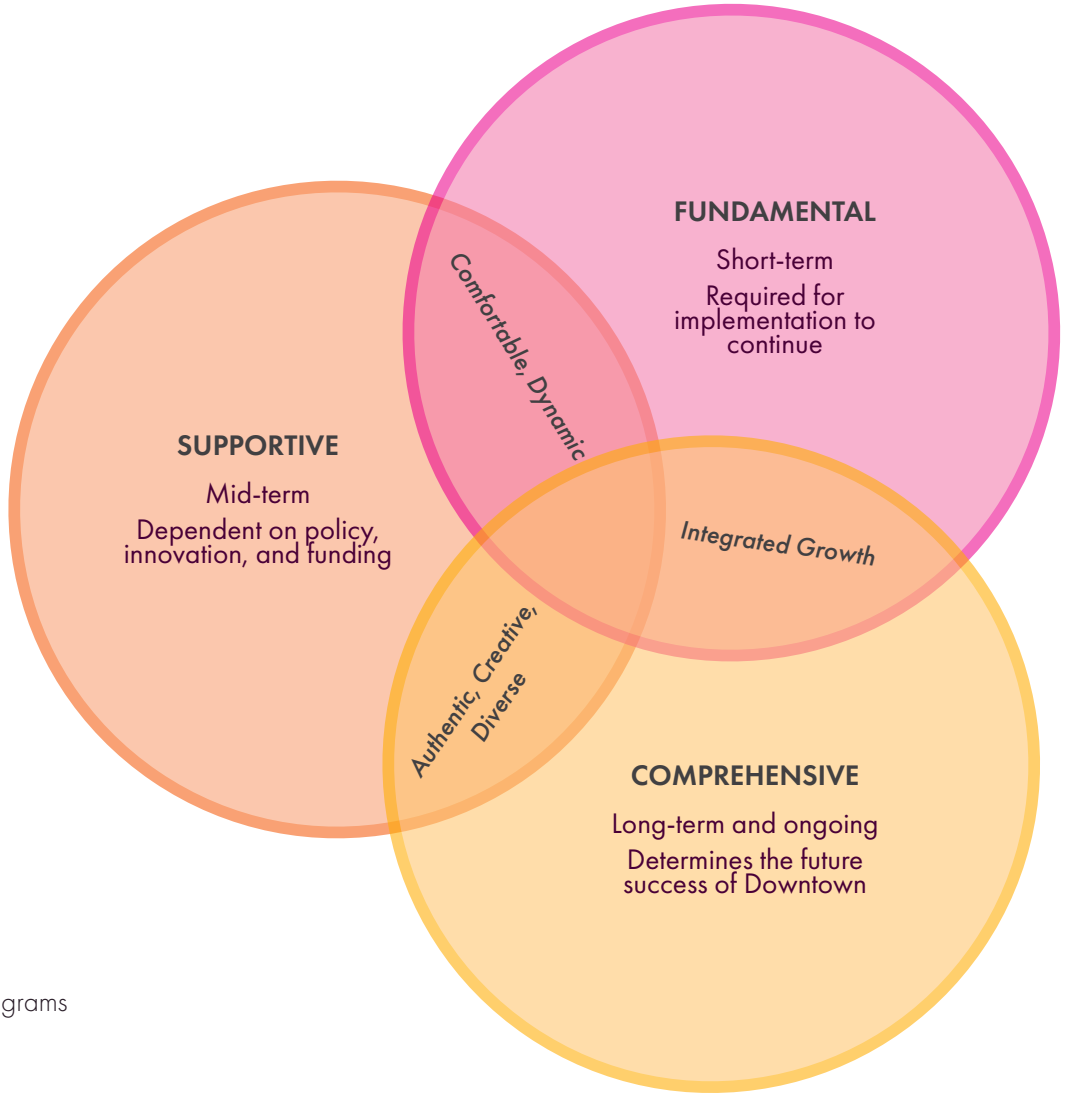 FUNDAMENTAL
Short-term
Required for
implementation to
continue
Comfortable, Dynamic
SUPPORTIVE
Mid-term
Dependent on policy,
innovation, and funding
Integrated Growth
Authentic, Creative,
Diverse
COMPREHENSIVE
Long-term and ongoing
Determines the future
success of Downtown
grams